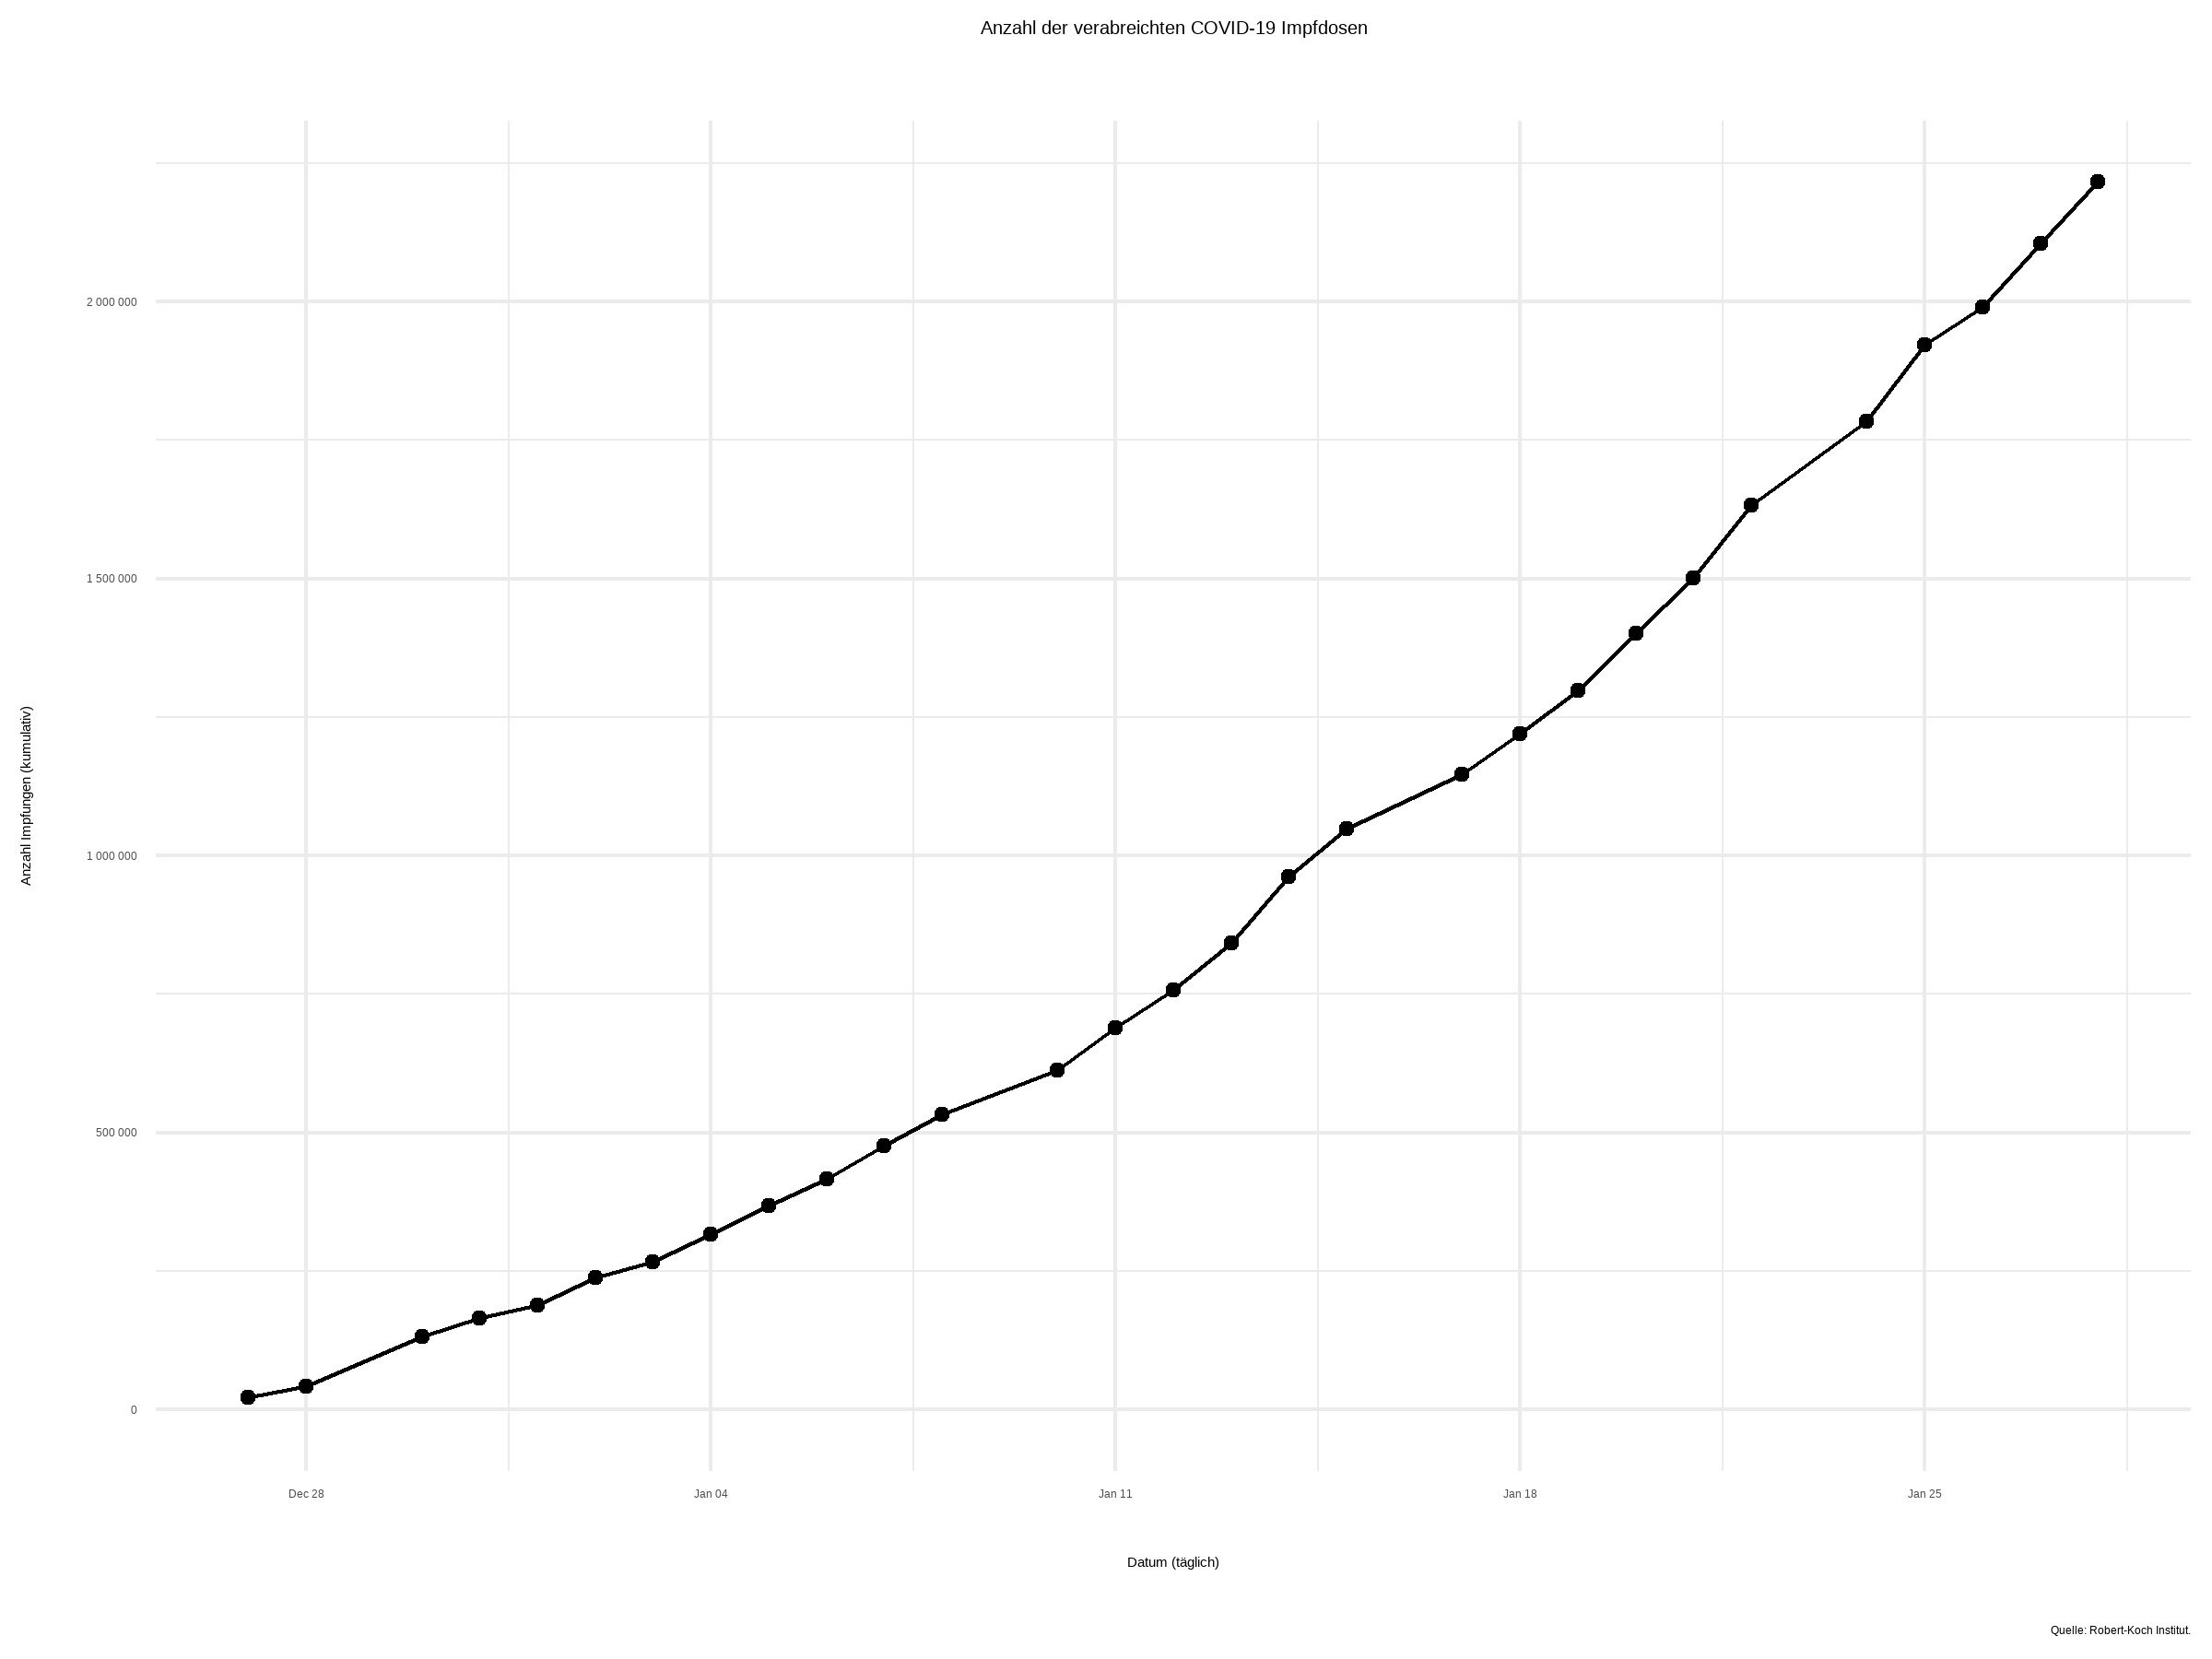 Anzahl der verabreichten COVID-19 Impfdosen
Anzahl Impfungen (kumulativ)
2 000 000
1 500 000
1 000 000
500 000
0
Dec 28
Jan 04
Jan 11
Jan 18
Jan 25
Datum (täglich)
Quelle: Robert-Koch Institut.